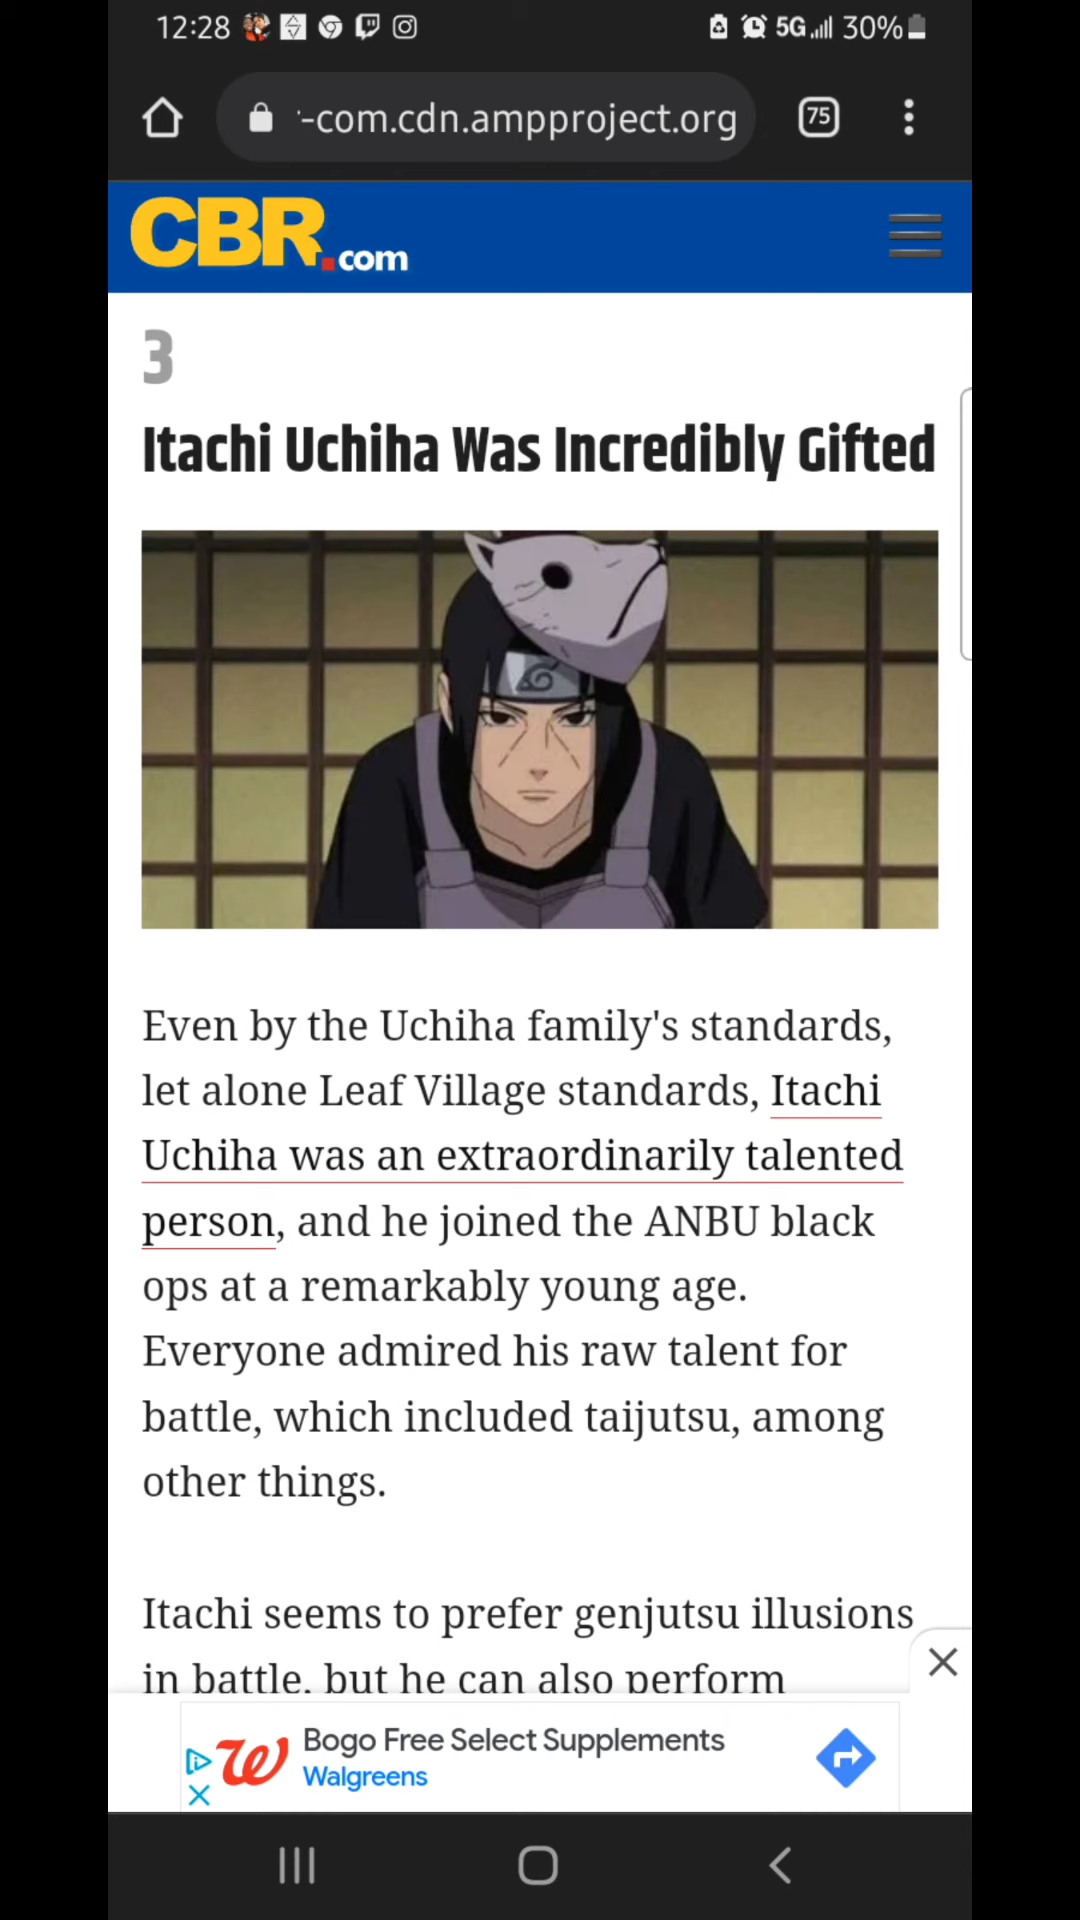 12:28 5G 30%
-com.cdn.ampproject.org 75
CBR.com
3
Itachi Uchiha Was Incredibly Gifted
Even by the Uchiha family's standards,
let alone Leaf Village standards, Itachi
Uchiha was an extraordinarily talented
person, and he joined the ANBU black
ops at a remarkably young age.
Everyone admired his raw talent for
battle, which included taijutsu, among
other things.
Itachi seems to prefer genjutsu illusions
in battle, but he can also perform
Bogo Free Select Supplements
Walgreens